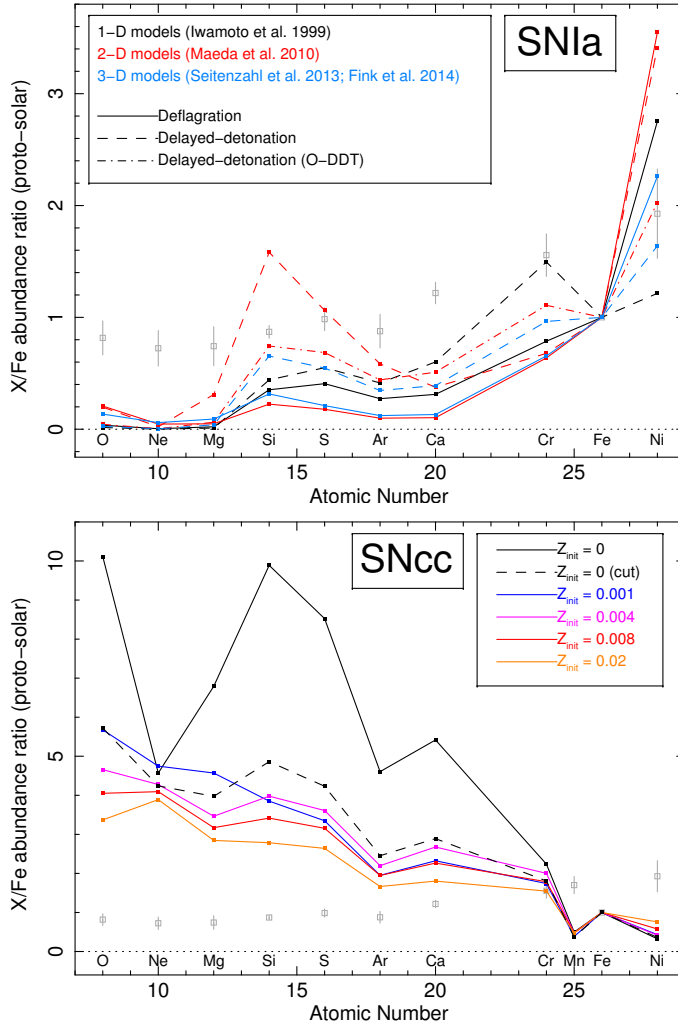 SNIa
1−D models (Iwamoto et al. 1999)
2−D models (Maeda et al. 2010)
3−D models (Seitenzahl et al. 2013; Fink et al. 2014)
Deflagration
Delayed−detonation
Delayed−detonation (O−DDT)
X/Fe abundance ratio (proto−solar)
3
2
1
0
O Ne Mg Si S Ar Ca Cr Fe Ni
10 15 20 25
Atomic Number
SNcc
Z_init = 0
Z_init = 0 (cut)
Z_init = 0.001
Z_init = 0.004
Z_init = 0.008
Z_init = 0.02
X/Fe abundance ratio (proto−solar)
10
5
0
O Ne Mg Si S Ar Ca Cr Mn Fe Ni
10 15 20 25
Atomic Number